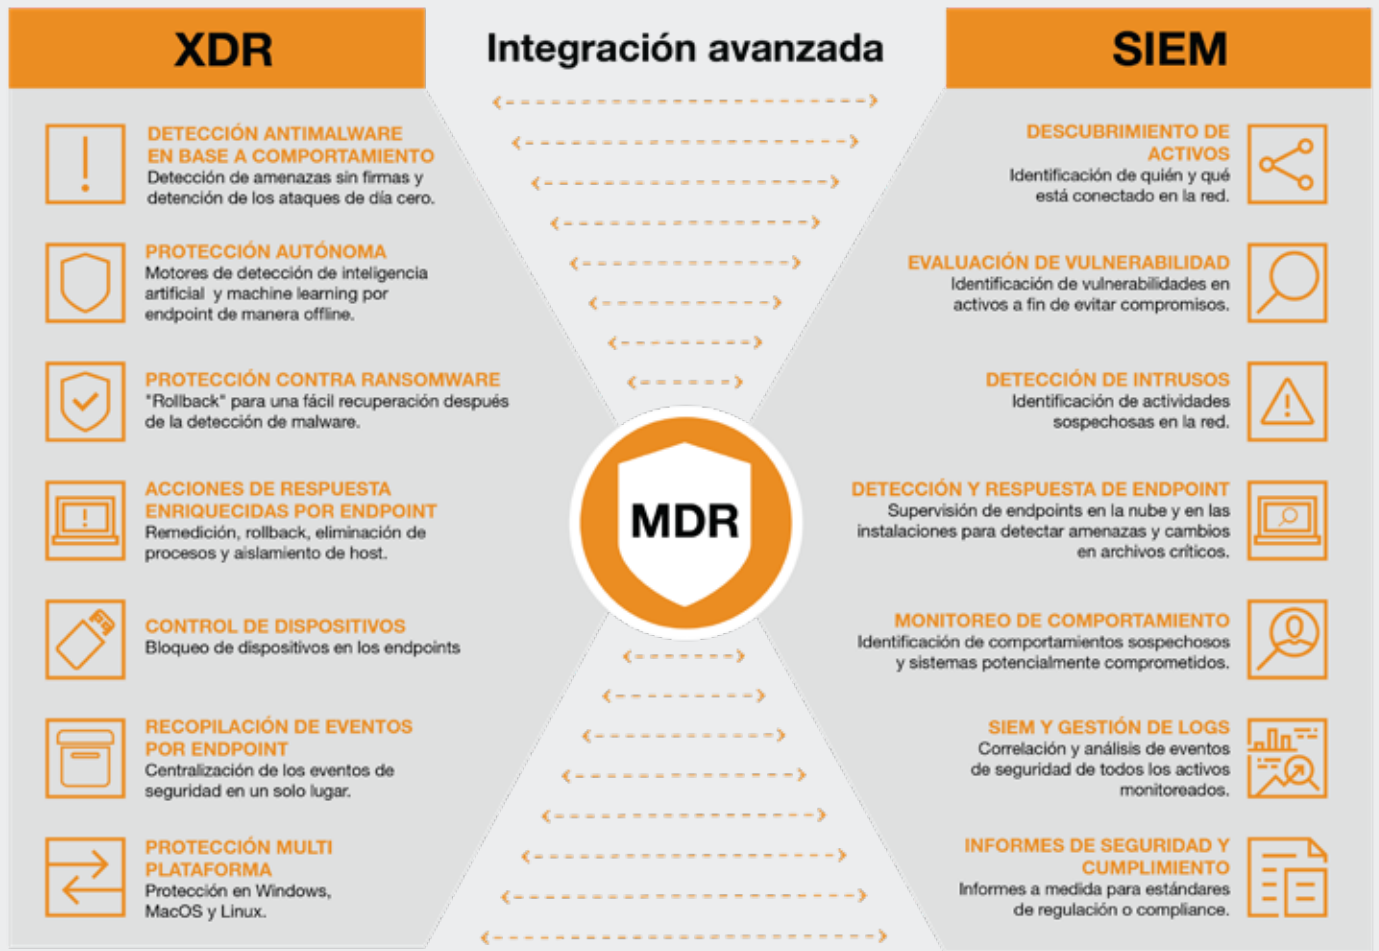 XDR
DETECCIÓN ANTIMALWARE
EN BASE A COMPORTAMIENTO
Detección de amenazas sin firmas y
detención de los ataques de día cero.
PROTECCIÓN AUTÓNOMA
Motores de detección de inteligencia
artificial y machine learning por
endpoint de manera offline.
PROTECCIÓN CONTRA RANSOMWARE
"Rollback" para una fácil recuperación después
de la detección de malware.
ACCIONES DE RESPUESTA
ENRIQUECIDAS POR ENDPOINT
Remedición, rollback, eliminación de
procesos y aislamiento de host.
CONTROL DE DISPOSITIVOS
Bloqueo de dispositivos en los endpoints
RECOPILACIÓN DE EVENTOS
POR ENDPOINT
Centralización de los eventos de
seguridad en un solo lugar.
PROTECCIÓN MULTI
PLATAFORMA
Protección en Windows,
MacOS y Linux.
Integración avanzada
MDR
SIEM
DESCUBRIMIENTO DE
ACTIVOS
Identificación de quién y qué
está conectado en la red.
EVALUACIÓN DE VULNERABILIDAD
Identificación de vulnerabilidades en
activos a fin de evitar compromisos.
DETECCIÓN DE INTRUSOS
Identificación de actividades
sospechosas en la red.
DETECCIÓN Y RESPUESTA DE ENDPOINT
Supervisión de endpoints en la nube y en las
instalaciones para detectar amenazas y cambios
en archivos críticos.
MONITOREO DE COMPORTAMIENTO
Identificación de comportamientos sospechosos
y sistemas potencialmente comprometidos.
SIEM Y GESTIÓN DE LOGS
Correlación y análisis de eventos
de seguridad de todos los activos
monitoreados.
INFORMES DE SEGURIDAD Y
CUMPLIMIENTO
Informes a medida para estándares
de regulación o compliance.